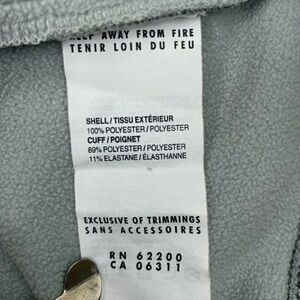 KEEP AWAY FROM FIRE
TENIR LOIN DU FEU
SHELL / TISSU EXTÉRIEUR
100% POLYESTER / POLYESTER
CUFF / POIGNET
89% POLYESTER / POLYESTER
11% ELASTANE / ÉLASTHANNE
EXCLUSIVE OF TRIMMINGS
SANS ACCESSOIRES
RN 62200
CA 06311